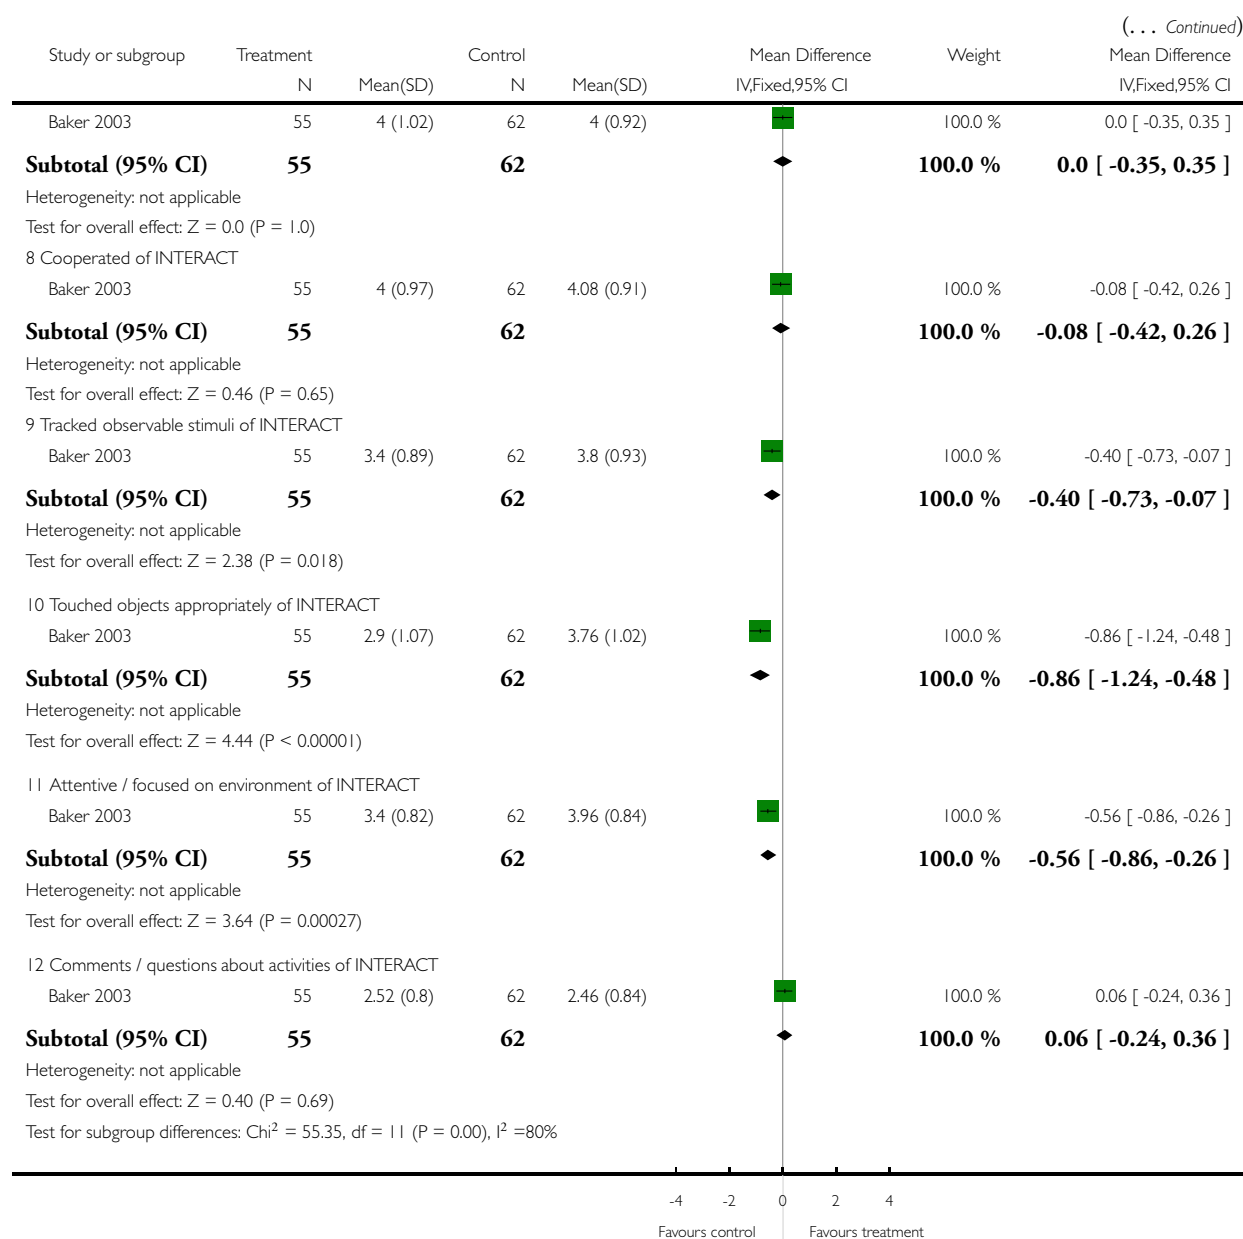 (... Continued)
Study or subgroup Treatment Control Mean Difference Weight Mean Difference
N Mean(SD) N Mean(SD) IV,Fixed,95% CI IV,Fixed,95% CI
Baker 2003 55 4 (1.02) 62 4 (0.92) 100.0 % 0.0 [ -0.35, 0.35 ]
Subtotal (95% CI) 55 62 100.0 % 0.0 [ -0.35, 0.35 ]
Heterogeneity: not applicable
Test for overall effect: Z = 0.0 (P = 1.0)
8 Cooperated of INTERACT
Baker 2003 55 4 (0.97) 62 4.08 (0.91) 100.0 % -0.08 [ -0.42, 0.26 ]
Subtotal (95% CI) 55 62 100.0 % -0.08 [ -0.42, 0.26 ]
Heterogeneity: not applicable
Test for overall effect: Z = 0.46 (P = 0.65)
9 Tracked observable stimuli of INTERACT
Baker 2003 55 3.4 (0.89) 62 3.8 (0.93) 100.0 % -0.40 [ -0.73, -0.07 ]
Subtotal (95% CI) 55 62 100.0 % -0.40 [ -0.73, -0.07 ]
Heterogeneity: not applicable
Test for overall effect: Z = 2.38 (P = 0.018)
10 Touched objects appropriately of INTERACT
Baker 2003 55 2.9 (1.07) 62 3.76 (1.02) 100.0 % -0.86 [ -1.24, -0.48 ]
Subtotal (95% CI) 55 62 100.0 % -0.86 [ -1.24, -0.48 ]
Heterogeneity: not applicable
Test for overall effect: Z = 4.44 (P < 0.00001)
11 Attentive / focused on environment of INTERACT
Baker 2003 55 3.4 (0.82) 62 3.96 (0.84) 100.0 % -0.56 [ -0.86, -0.26 ]
Subtotal (95% CI) 55 62 100.0 % -0.56 [ -0.86, -0.26 ]
Heterogeneity: not applicable
Test for overall effect: Z = 3.64 (P = 0.00027)
12 Comments / questions about activities of INTERACT
Baker 2003 55 2.52 (0.8) 62 2.46 (0.84) 100.0 % 0.06 [ -0.24, 0.36 ]
Subtotal (95% CI) 55 62 100.0 % 0.06 [ -0.24, 0.36 ]
Heterogeneity: not applicable
Test for overall effect: Z = 0.40 (P = 0.69)
Test for subgroup differences: Chi² = 55.35, df = 11 (P = 0.00), I² =80%
-4 -2 0 2 4
Favours control Favours treatment